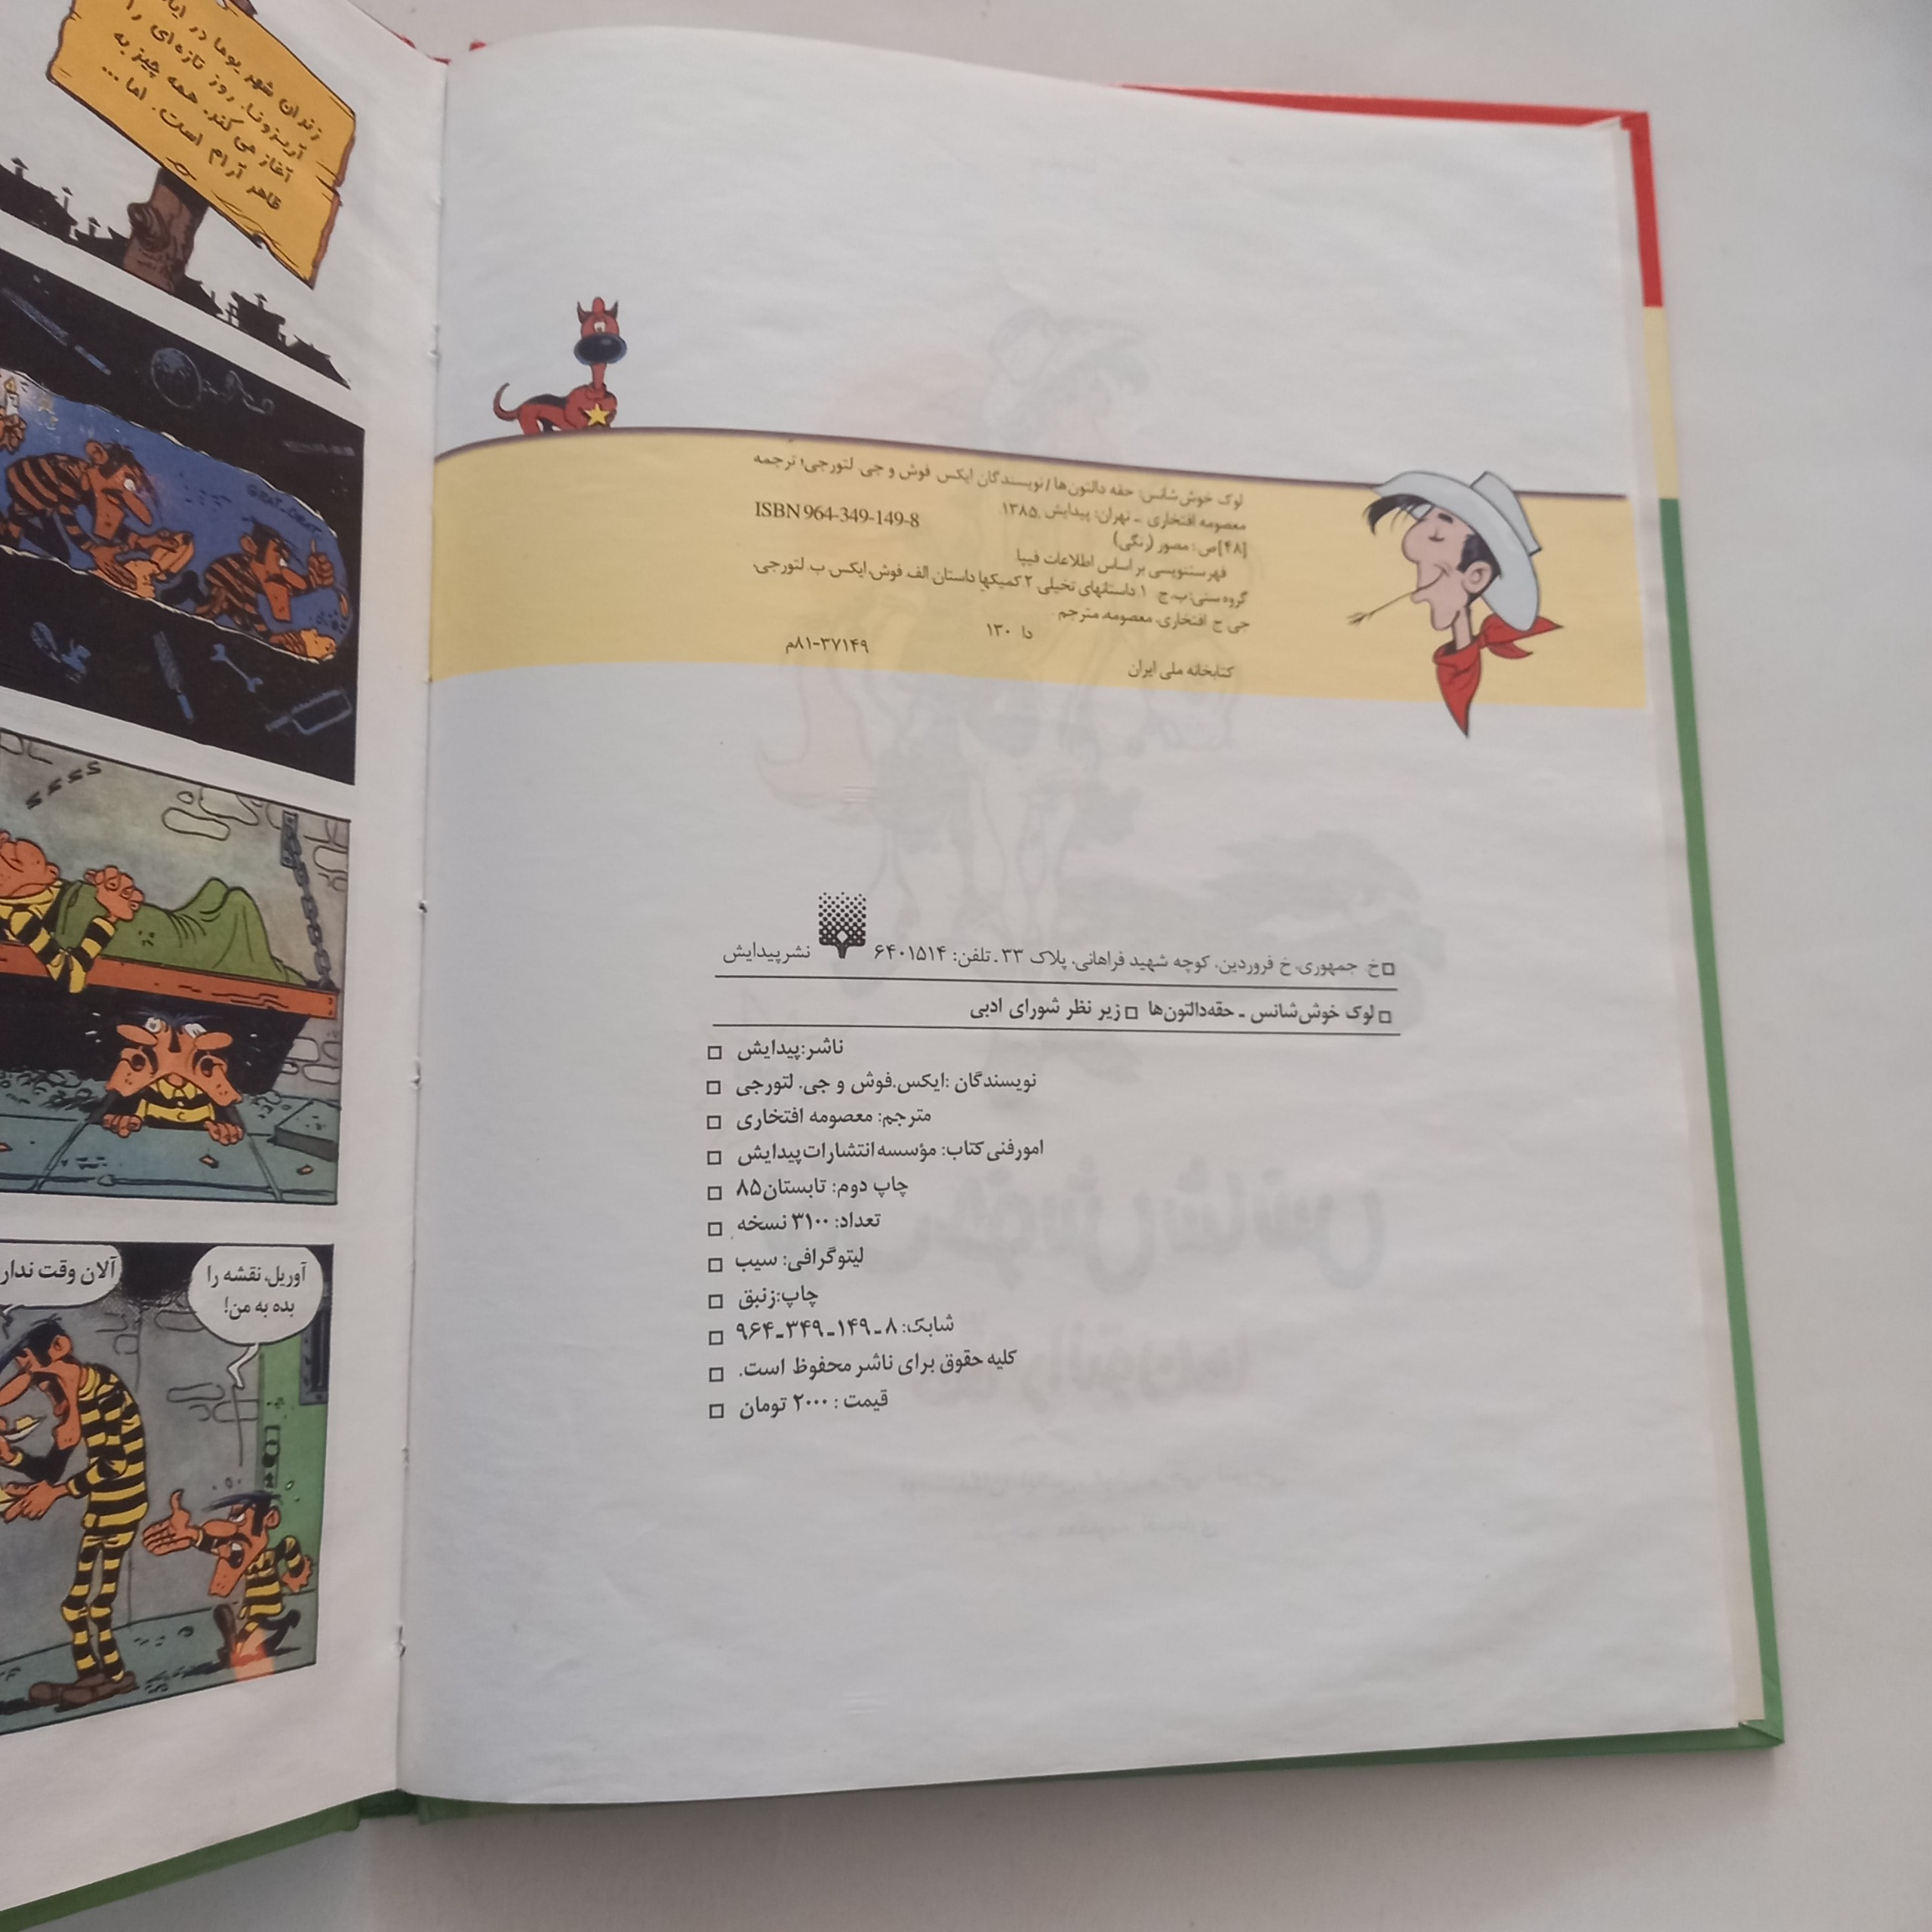 لوک خوش‌شانس: حقه دالتون‌ها / نویسندگان ایکس فوش و جی. لتورجی؛ ترجمه
معصومه افتخاری - تهران: پیدایش ۱۳۸۵.
ISBN 964-349-149-8
[۴۸] ص: مصور (رنگی)
فهرستنویسی بر اساس اطلاعات فیپا
گروه سنی: ب، ج. ۱ داستانهای تخیلی. ۲ کمیکها داستان الف. فوش، ایکس. ب. لتورجی،
جی ج افتخاری، معصومه، مترجم
دا ۱۳۰
۸۱-۳۷۱۴۹م
کتابخانه ملی ایران
□ خ. جمهوری، خ فروردین، کوچه شهید فراهانی، پلاک ۳۳ . تلفن: ۶۴۰۱۵۱۴ نشر پیدایش
□ لوک خوش‌شانس - حقه‌دالتون‌ها □ زیر نظر شورای ادبی
□ ناشر: پیدایش
□ نویسندگان: ایکس. فوش و جی. لتورجی
□ مترجم: معصومه افتخاری
□ امورفنی کتاب: مؤسسه انتشارات پیدایش
□ چاپ دوم: تابستان ۸۵
□ تعداد: ۳۱۰۰ نسخه
□ لیتوگرافی: سیب
□ چاپ: زنبق
□ شابک: ۸ - ۱۴۹ - ۳۴۹ - ۹۶۴
□ کلیه حقوق برای ناشر محفوظ است.
□ قیمت : ۲۰۰۰ تومان
زندان شهر یوما در
آریزونا. روز تازه‌ای را
آغاز می‌کند. همه چیز به
ظاهر آرام است. اما ...
آوریل، نقشه را
بده به من!
آلان وقت